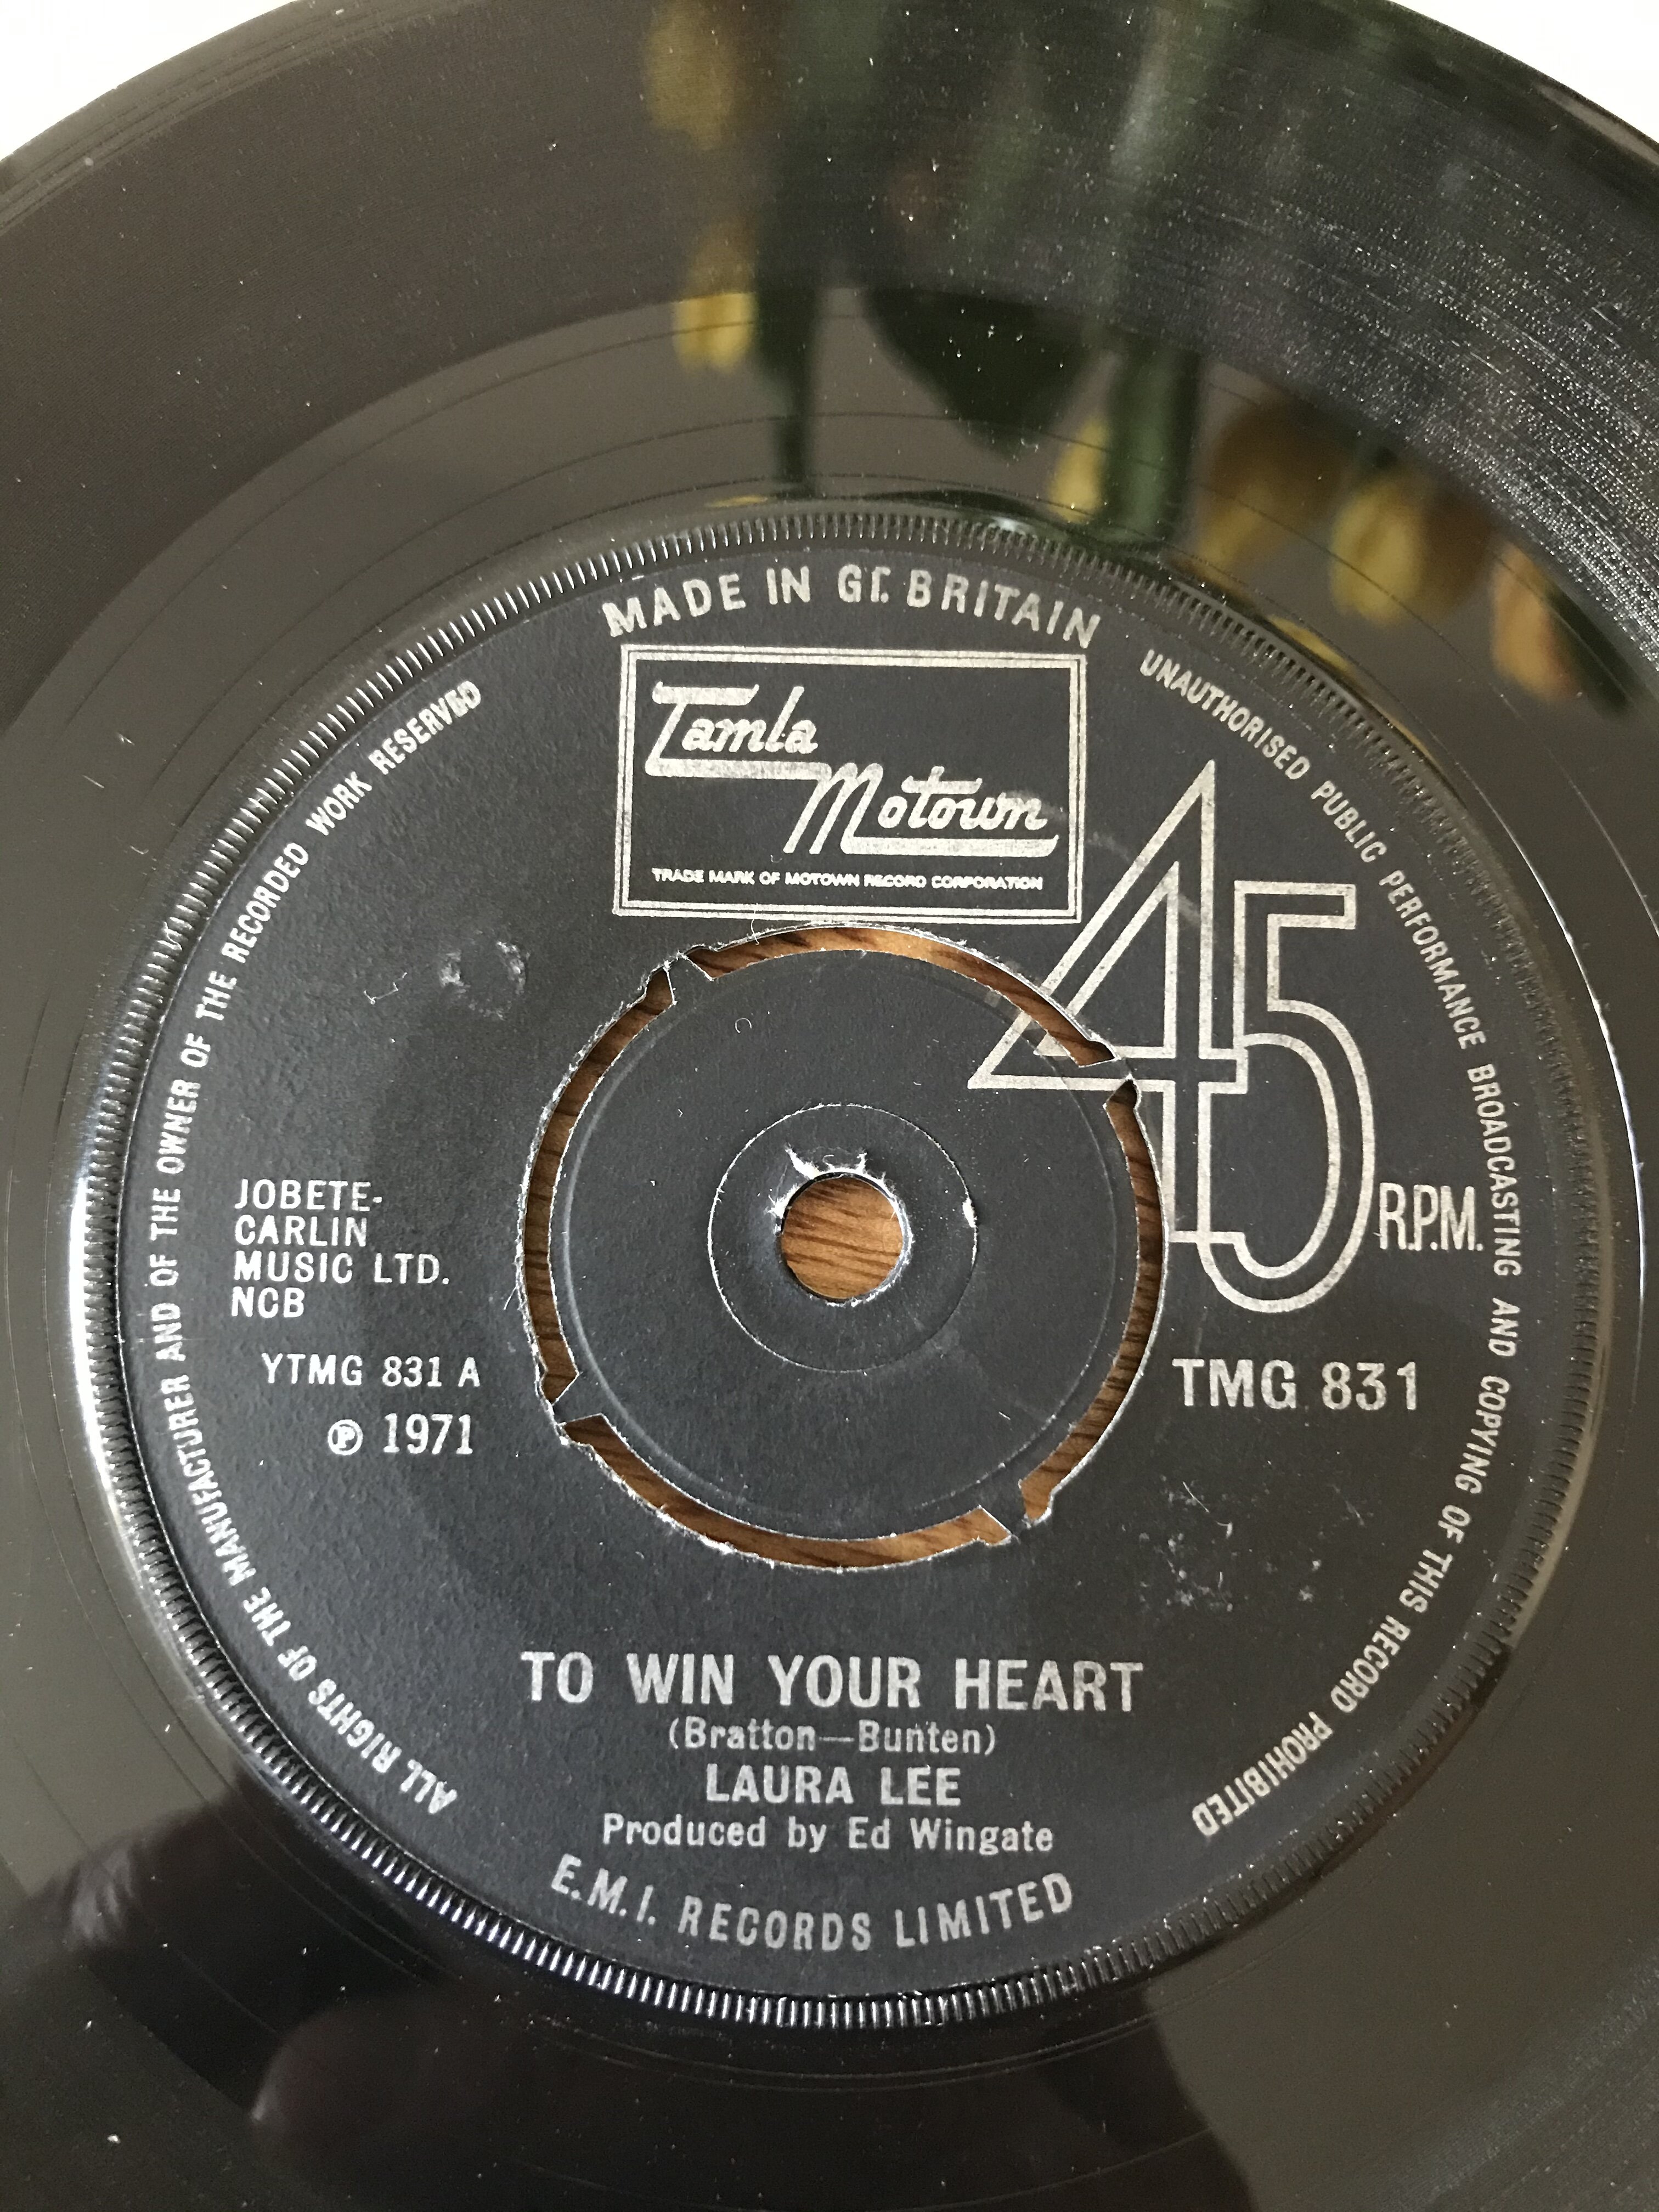 MADE IN GT. BRITAIN
Tamla
Motown
TRADE MARK OF MOTOWN RECORD CORPORATION
45
R.P.M.
ALL RIGHTS OF THE MANUFACTURER AND OF THE OWNER OF THE RECORDED WORK RESERVED
UNAUTHORISED PUBLIC PERFORMANCE BROADCASTING AND COPYING OF THIS RECORD PROHIBITED
JOBETE-
CARLIN
MUSIC LTD.
NCB
YTMG 831 A
℗ 1971
TMG 831
TO WIN YOUR HEART
(Bratton—Bunten)
LAURA LEE
Produced by Ed Wingate
E.M.I. RECORDS LIMITED